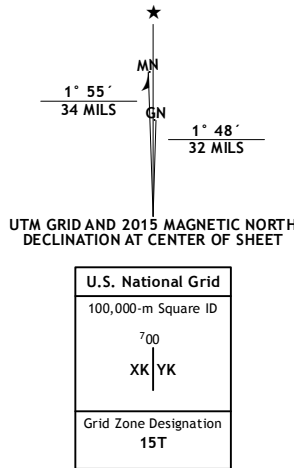 ★
MN
1° 55´
34 MILS
GN
1° 48´
32 MILS
UTM GRID AND 2015 MAGNETIC NORTH
DECLINATION AT CENTER OF SHEET
U.S. National Grid
100,000-m Square ID
⁷00
XK YK
Grid Zone Designation
15T